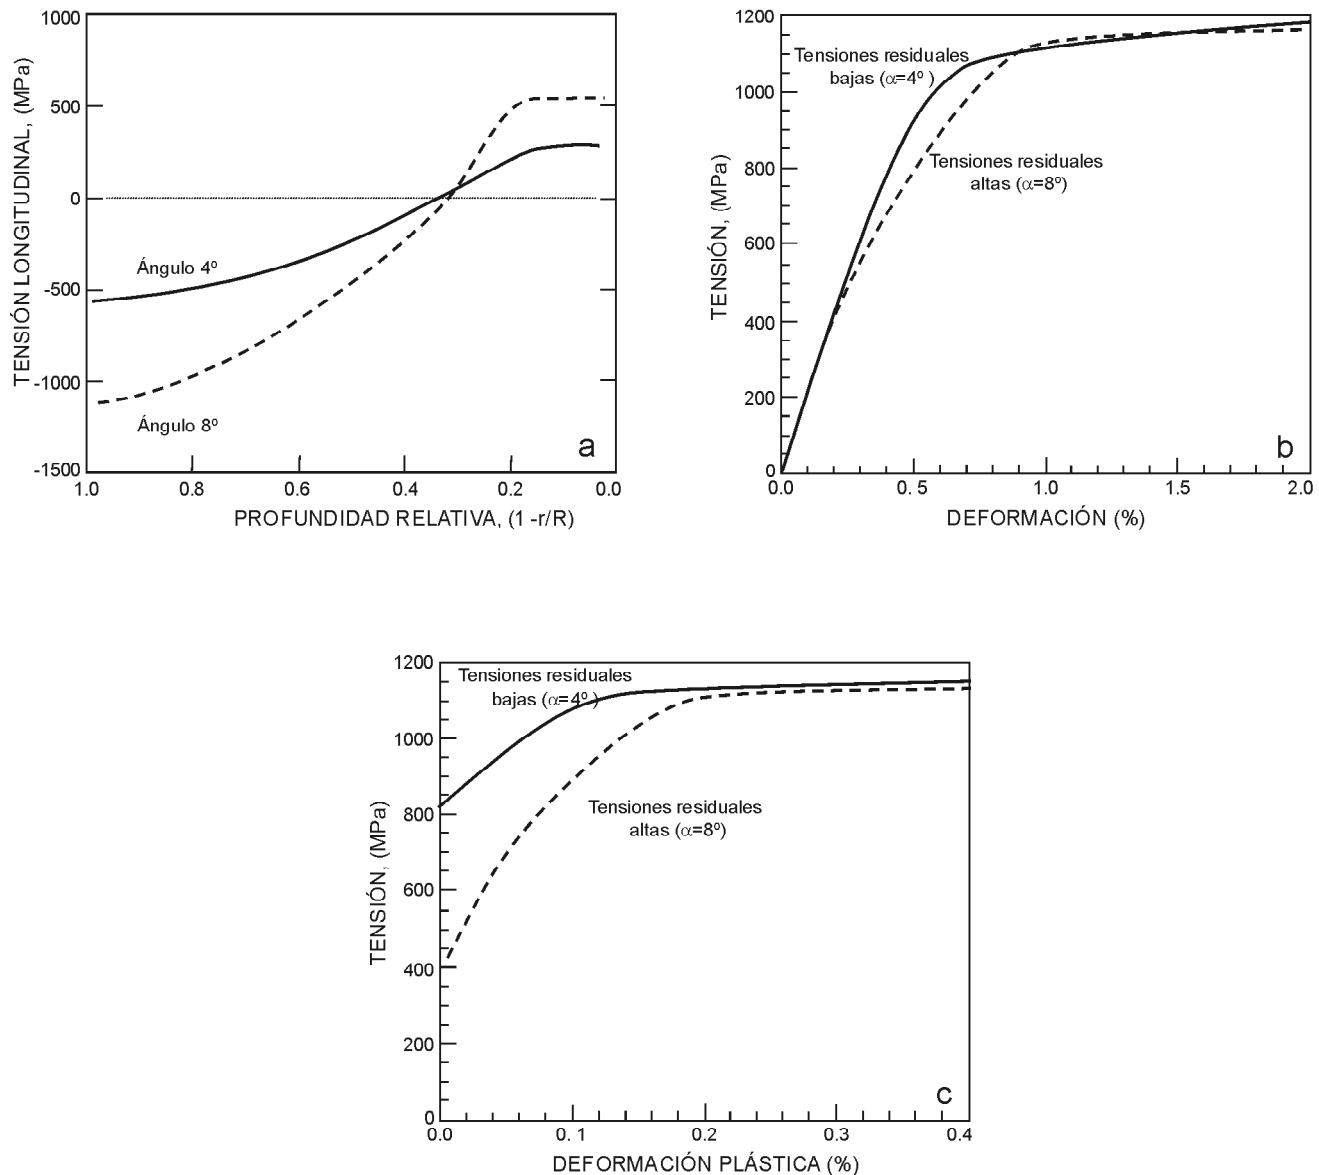 1000
500
0
-500
-1000
-1500
TENSIÓN LONGITUDINAL, (MPa)
Ángulo 4º
Ángulo 8º
a
1.0 0.8 0.6 0.4 0.2 0.0
PROFUNDIDAD RELATIVA, (1 -r/R)
1200
1000
800
600
400
200
0
TENSIÓN, (MPa)
Tensiones residuales
bajas (α=4º )
Tensiones residuales
altas (α=8º)
b
0.0 0.5 1.0 1.5 2.0
DEFORMACIÓN (%)
1200
1000
800
600
400
200
0
TENSIÓN, (MPa)
Tensiones residuales
bajas (α=4º )
Tensiones residuales
altas (α=8º)
c
0.0 0.1 0.2 0.3 0.4
DEFORMACIÓN PLÁSTICA (%)